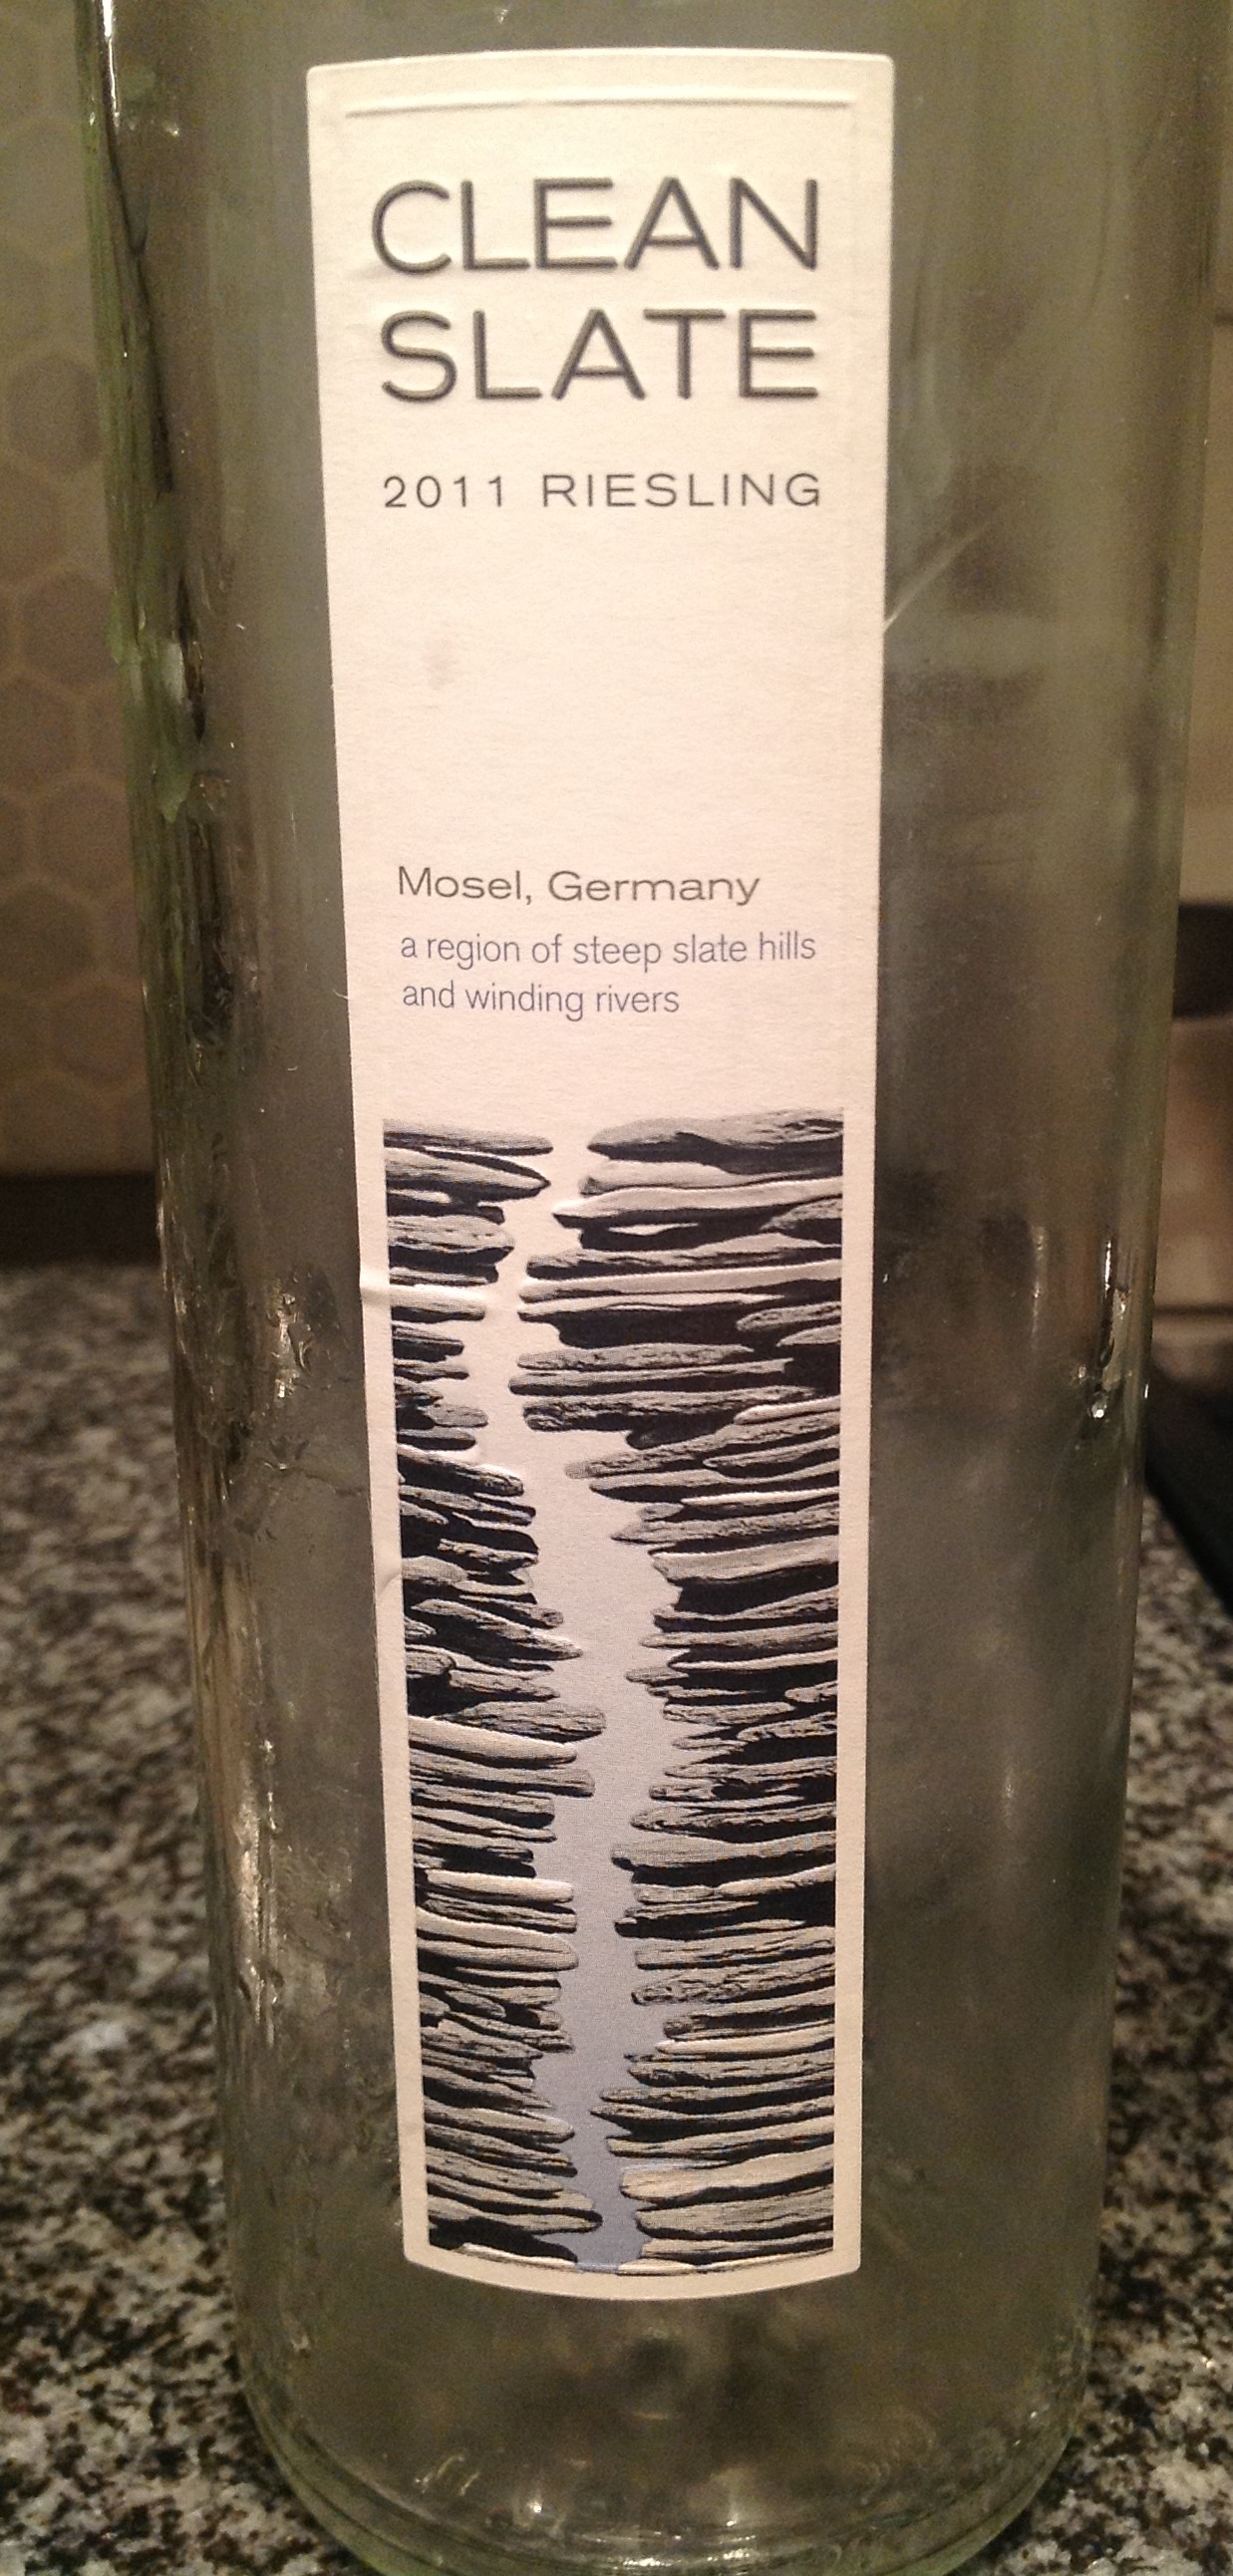 CLEAN
SLATE
2011 RIESLING
Mosel, Germany
a region of steep slate hills
and winding rivers